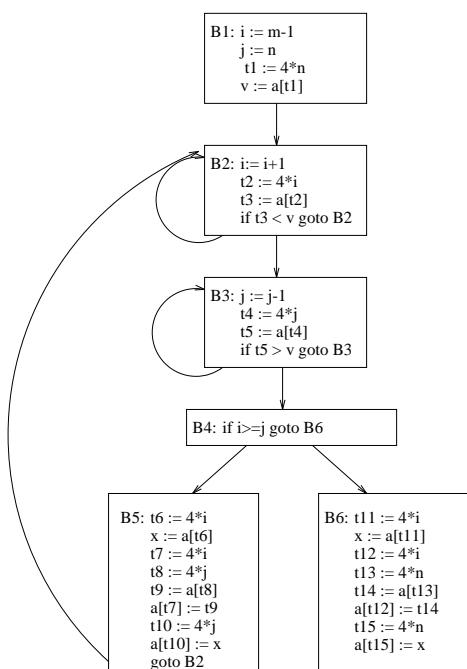 B1: i := m-1
j := n
t1 := 4*n
v := a[t1]
B2: i:= i+1
t2 := 4*i
t3 := a[t2]
if t3 < v goto B2
B3: j := j-1
t4 := 4*j
t5 := a[t4]
if t5 > v goto B3
B4: if i>=j goto B6
B5: t6 := 4*i
x := a[t6]
t7 := 4*i
t8 := 4*j
t9 := a[t8]
a[t7] := t9
t10 := 4*j
a[t10] := x
goto B2
B6: t11 := 4*i
x := a[t11]
t12 := 4*i
t13 := 4*n
t14 := a[t13]
a[t12] := t14
t15 := 4*n
a[t15] := x